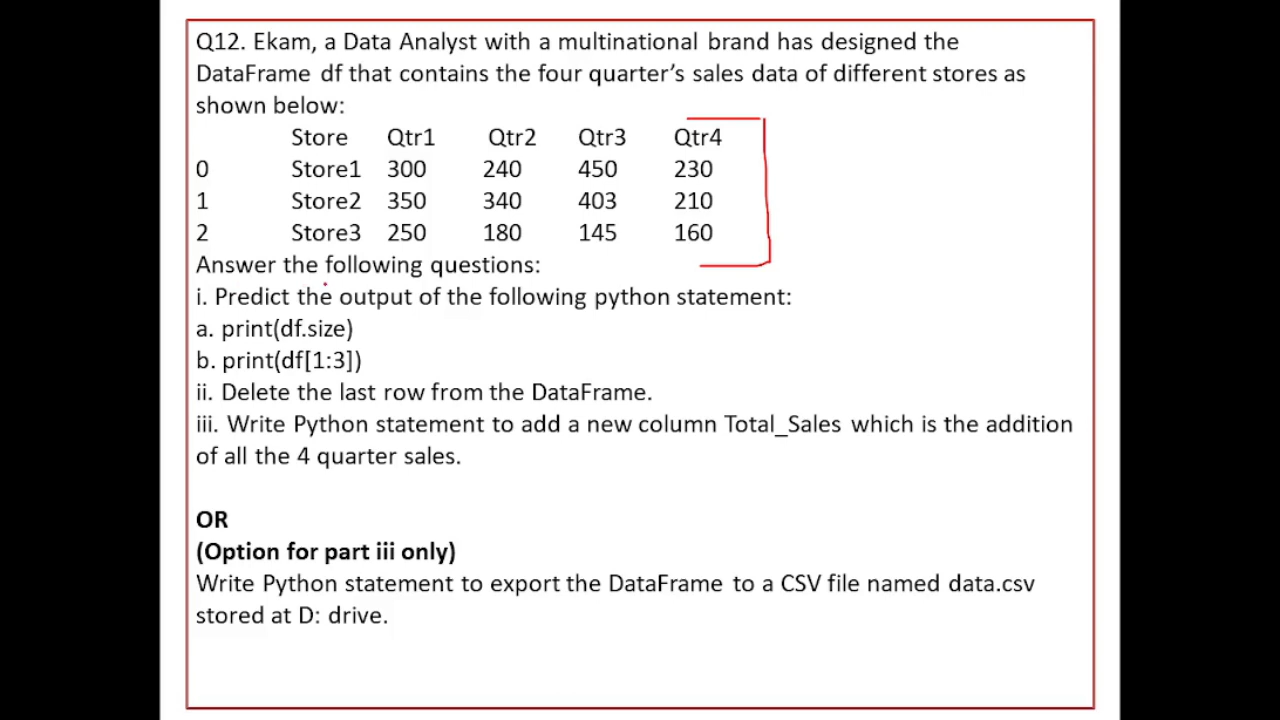 Q12. Ekam, a Data Analyst with a multinational brand has designed the
DataFrame df that contains the four quarter's sales data of different stores as
shown below:
Store Qtr1 Qtr2 Qtr3 Qtr4
0 Store1 300 240 450 230
1 Store2 350 340 403 210
2 Store3 250 180 145 160
Answer the following questions:
i. Predict the output of the following python statement:
a. print(df.size)
b. print(df[1:3])
ii. Delete the last row from the DataFrame.
iii. Write Python statement to add a new column Total_Sales which is the addition
of all the 4 quarter sales.
OR
(Option for part iii only)
Write Python statement to export the DataFrame to a CSV file named data.csv
stored at D: drive.